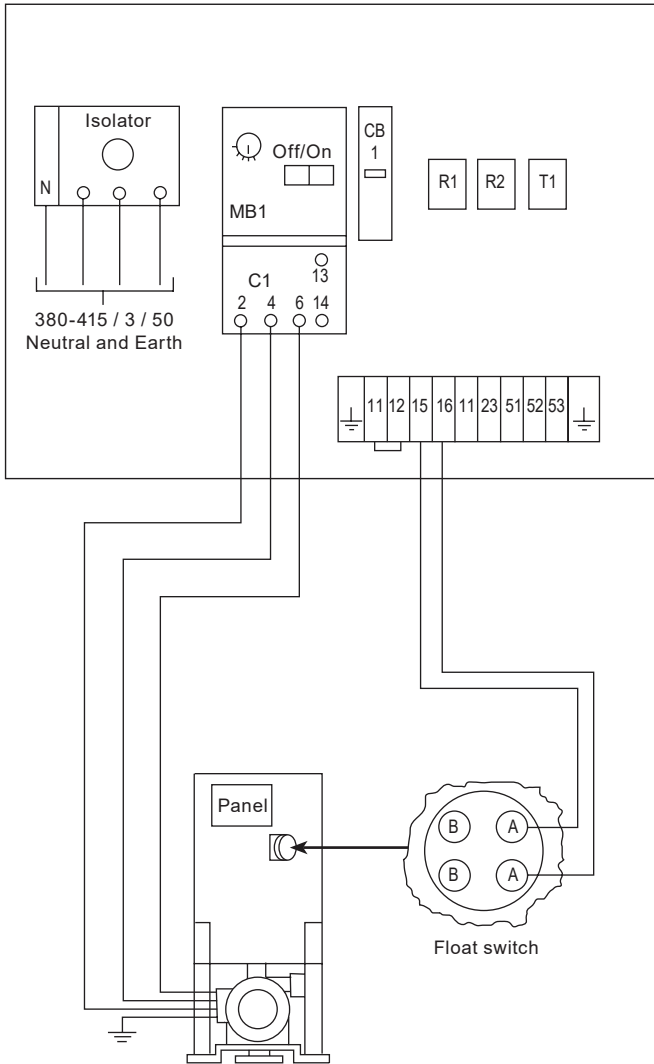 Isolator
N
380-415 / 3 / 50
Neutral and Earth
Off/On
MB1
C1
13
2 4 6 14
CB
1
R1 R2 T1
11 12 15 16 11 23 51 52 53
Panel
B A
B A
Float switch